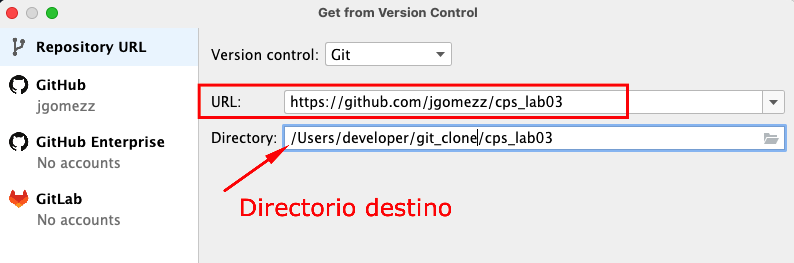 Get from Version Control
Repository URL
GitHub
jgomezz
GitHub Enterprise
No accounts
GitLab
No accounts
Version control: Git
URL: https://github.com/jgomezz/cps_lab03
Directory: /Users/developer/git_clone/cps_lab03
Directorio destino